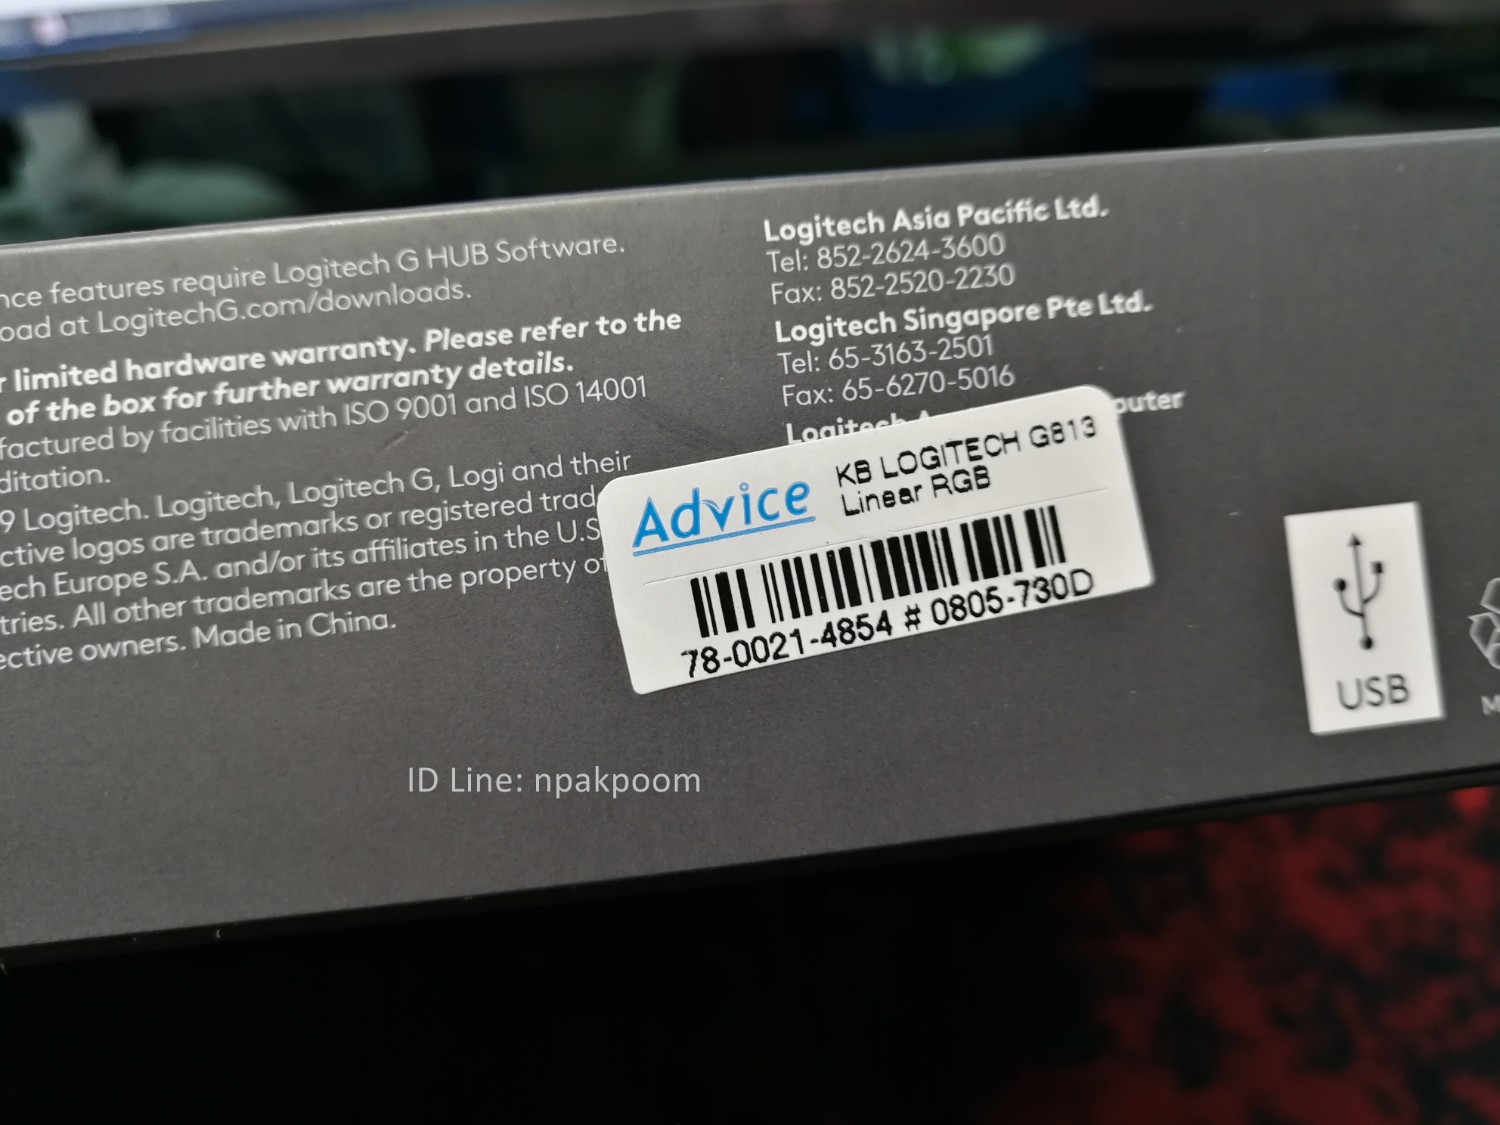 nce features require Logitech G HUB Software.
oad at LogitechG.com/downloads.
r limited hardware warranty. Please refer to the
of the box for further warranty details.
factured by facilities with ISO 9001 and ISO 14001
ditation.
9 Logitech. Logitech, Logitech G, Logi and their
ctive logos are trademarks or registered trad
ech Europe S.A. and/or its affiliates in the U.S
tries. All other trademarks are the property of
ective owners. Made in China.
Logitech Asia Pacific Ltd.
Tel: 852-2624-3600
Fax: 852-2520-2230
Logitech Singapore Pte Ltd.
Tel: 65-3163-2501
Fax: 65-6270-5016
Logitech
puter
Advice
KB LOGITECH G813
Linear RGB
78-0021-4854 # 0805-730D
USB
ID Line: npakpoom